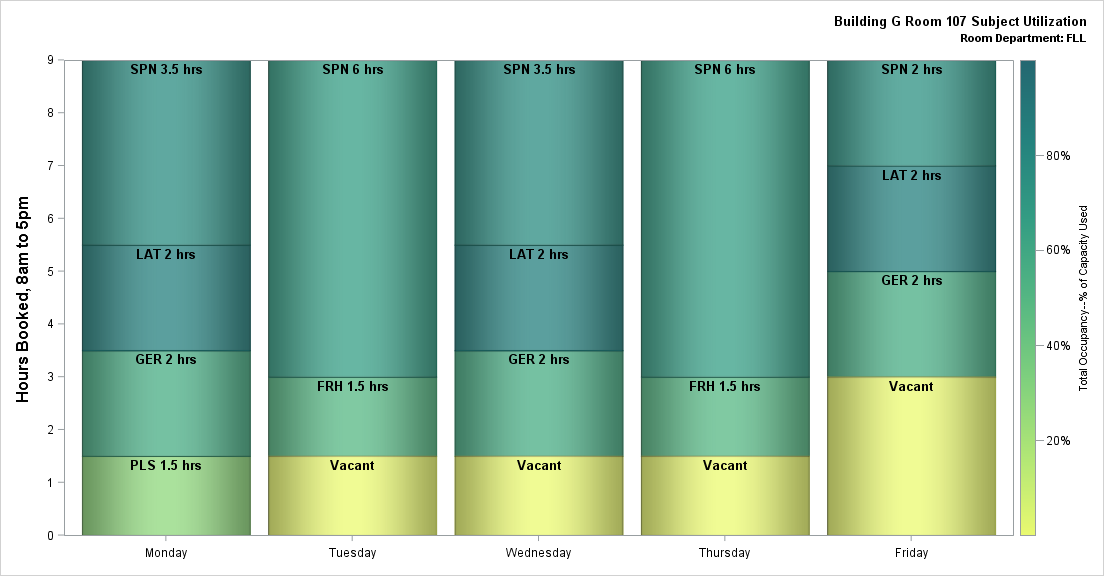 Building G Room 107 Subject Utilization
Room Department: FLL
Hours Booked, 8am to 5pm
9
8
7
6
5
4
3
2
1
0
SPN 3.5 hrs
LAT 2 hrs
GER 2 hrs
PLS 1.5 hrs
SPN 6 hrs
FRH 1.5 hrs
Vacant
SPN 3.5 hrs
LAT 2 hrs
GER 2 hrs
Vacant
SPN 6 hrs
FRH 1.5 hrs
Vacant
SPN 2 hrs
LAT 2 hrs
GER 2 hrs
Vacant
Monday
Tuesday
Wednesday
Thursday
Friday
80%
60%
40%
20%
Total Occupancy--% of Capacity Used